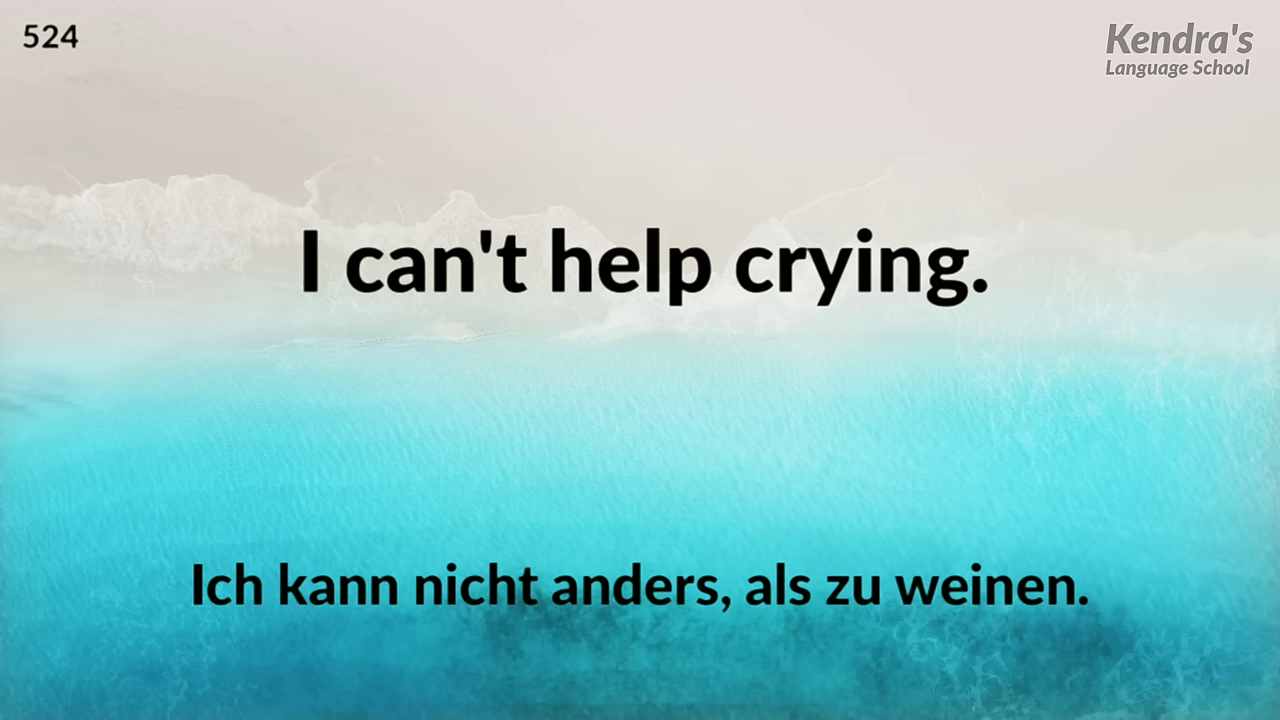 524
Kendra's
Language School
I can't help crying.
Ich kann nicht anders, als zu weinen.